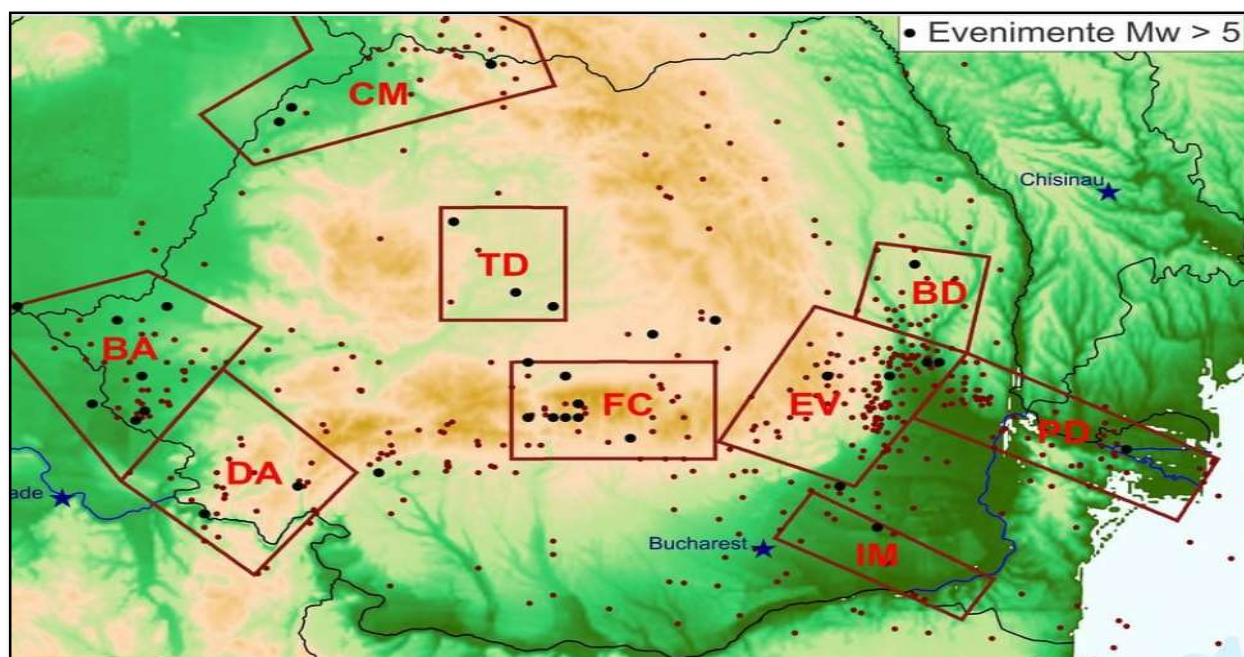 • Evenimente Mw > 5
CM
Chisinau
TD
BD
BA
FC
EV
PD
DA
ade
Bucharest
IM